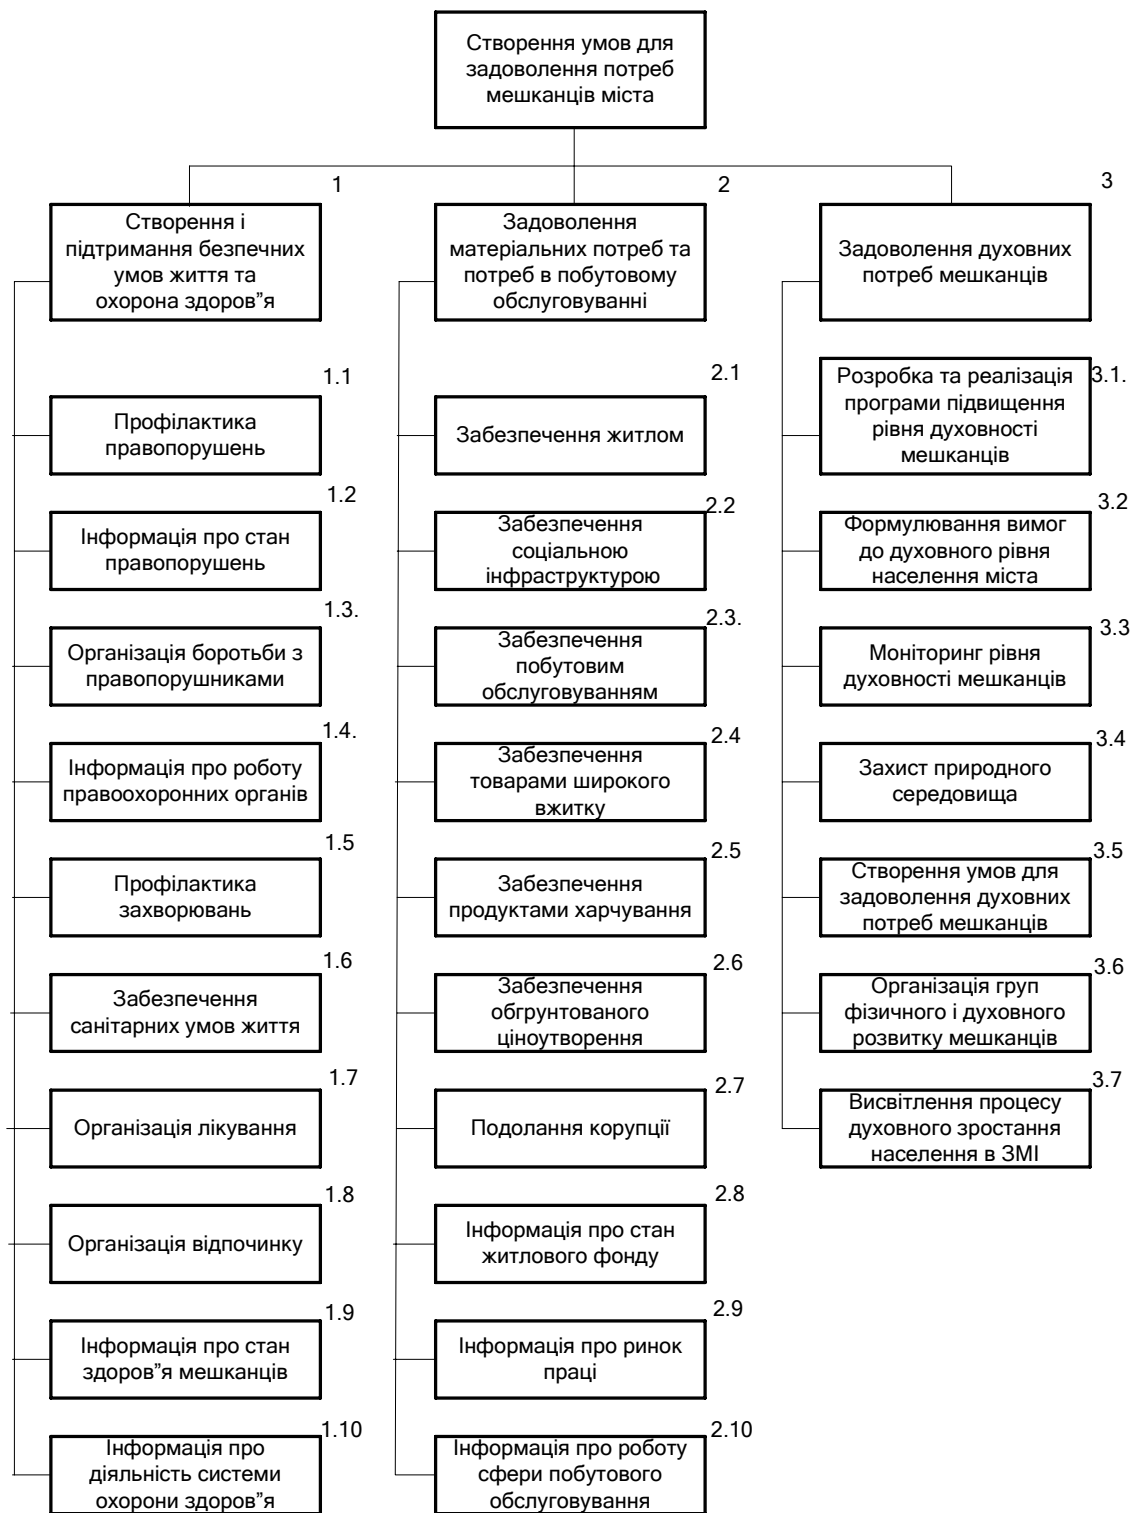 Створення умов для
задоволення потреб
мешканців міста
1
Створення і
підтримання безпечних
умов життя та
охорона здоров"я
1.1
Профілактика
правопорушень
1.2
Інформація про стан
правопорушень
1.3.
Організація боротьби з
правопорушниками
1.4.
Інформація про роботу
правоохоронних органів
1.5
Профілактика
захворювань
1.6
Забезпечення
санітарних умов життя
1.7
Організація лікування
1.8
Організація відпочинку
1.9
Інформація про стан
здоров"я мешканців
1.10
Інформація про
діяльність системи
охорони здоров"я
2
Задоволення
матеріальних потреб та
потреб в побутовому
обслуговуванні
2.1
Забезпечення житлом
2.2
Забезпечення
соціальною
інфраструктурою
2.3.
Забезпечення
побутовим
обслуговуванням
2.4
Забезпечення
товарами широкого
вжитку
2.5
Забезпечення
продуктами харчування
2.6
Забезпечення
обгрунтованого
ціноутворення
2.7
Подолання корупції
2.8
Інформація про стан
житлового фонду
2.9
Інформація про ринок
праці
2.10
Інформація про роботу
сфери побутового
обслуговування
3
Задоволення духовних
потреб мешканців
3.1.
Розробка та реалізація
програми підвищення
рівня духовності
мешканців
3.2
Формулювання вимог
до духовного рівня
населення міста
3.3
Моніторинг рівня
духовності мешканців
3.4
Захист природного
середовища
3.5
Створення умов для
задоволення духовних
потреб мешканців
3.6
Організація груп
фізичного і духовного
розвитку мешканців
3.7
Висвітлення процесу
духовного зростання
населення в ЗМІ